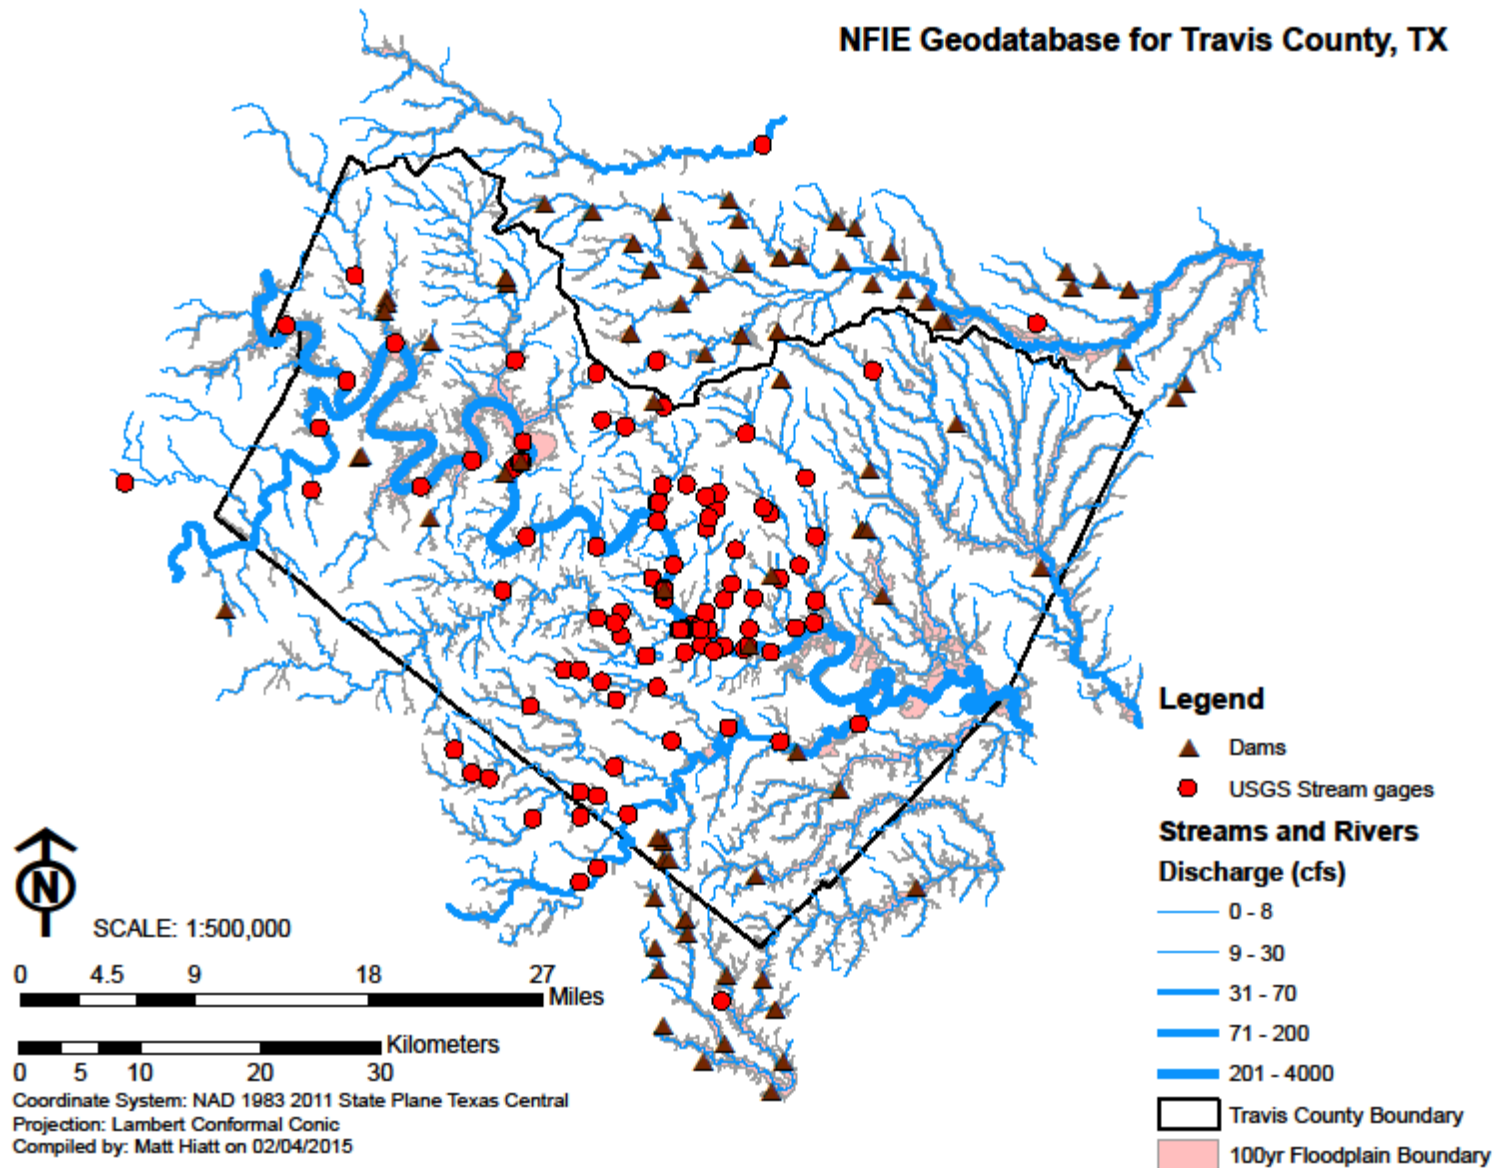 NFIE Geodatabase for Travis County, TX
Legend
Dams
USGS Stream gages
Streams and Rivers
Discharge (cfs)
0 - 8
9 - 30
31 - 70
71 - 200
201 - 4000
Travis County Boundary
100yr Floodplain Boundary
N
SCALE: 1:500,000
0 4.5 9 18 27
Miles
Kilometers
0 5 10 20 30
Coordinate System: NAD 1983 2011 State Plane Texas Central
Projection: Lambert Conformal Conic
Compiled by: Matt Hiatt on 02/04/2015